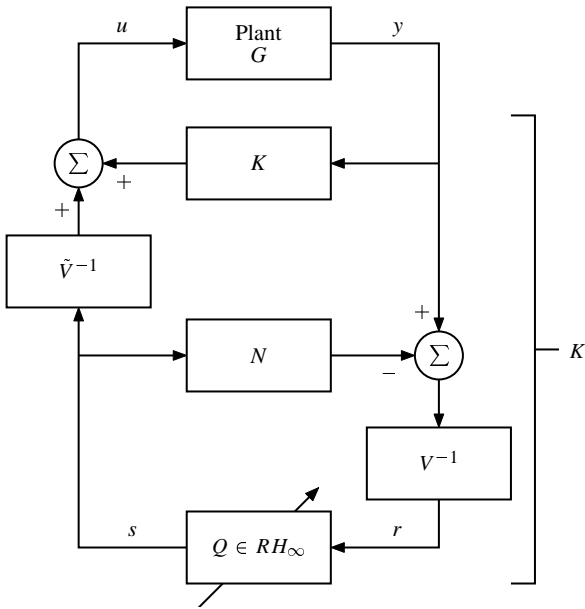 u
Plant
G
y
K
Σ
+
+
Ṽ⁻¹
+
N
Σ
−
K
V⁻¹
s
Q ∈ RH∞
r